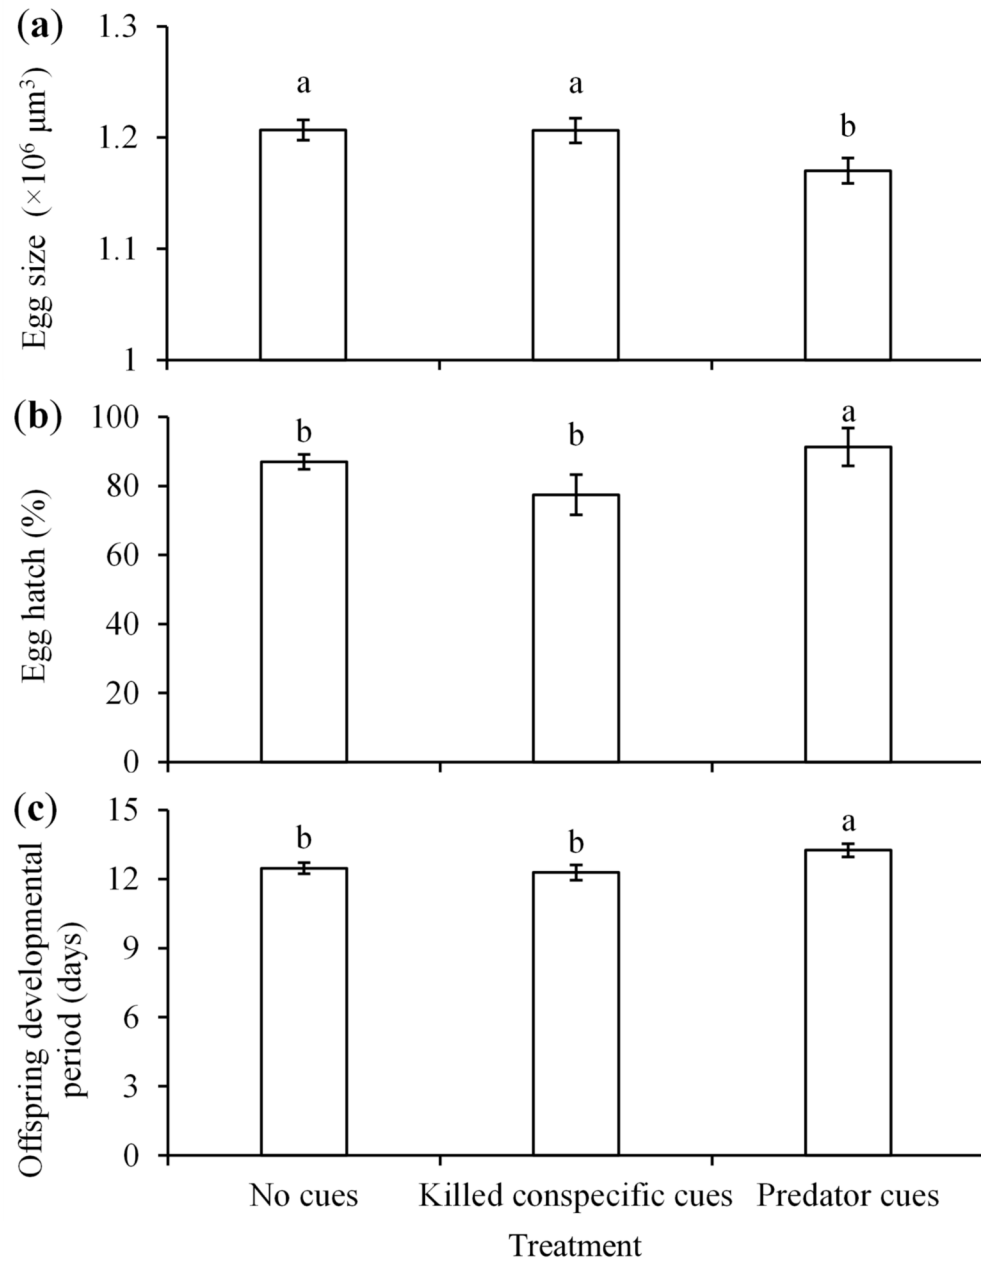 (a)
Egg size (×10⁶ µm³)
1.3
1.2
1.1
1
a
a
b
(b)
Egg hatch (%)
100
80
60
40
20
0
b
b
a
(c)
Offspring developmental
period (days)
15
12
9
6
3
0
b
b
a
No cues
Killed conspecific cues
Predator cues
Treatment